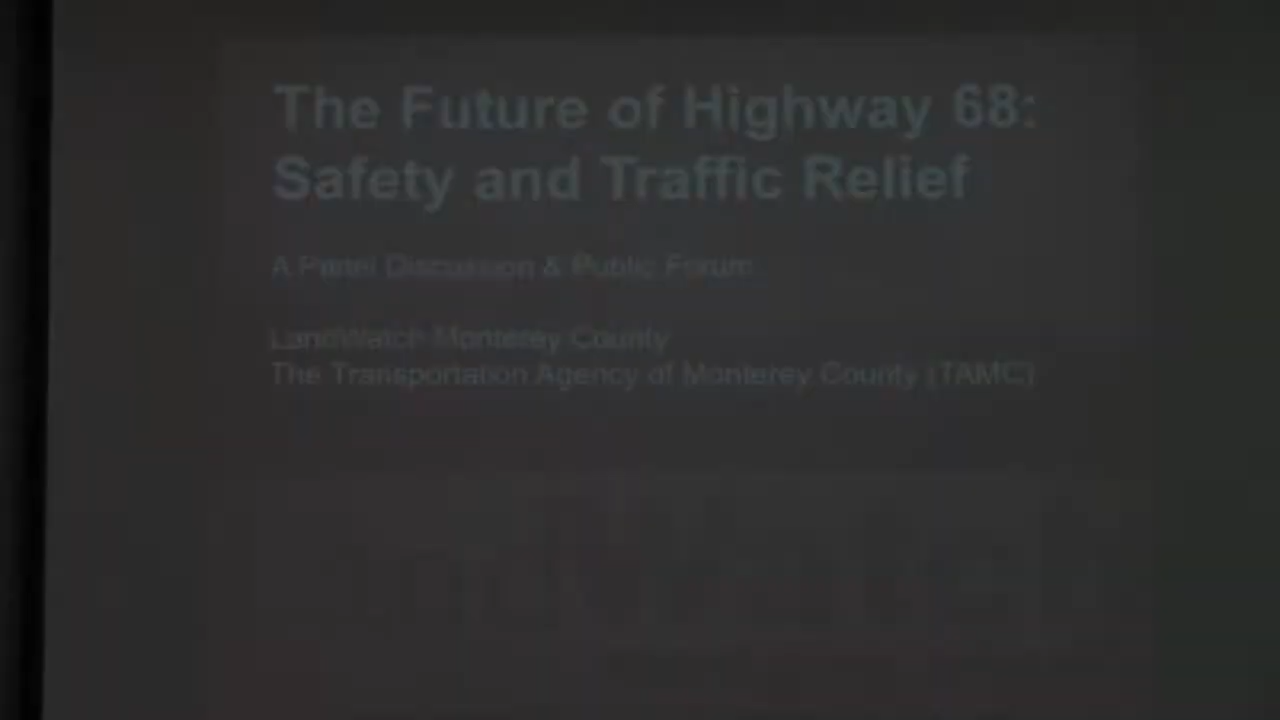 The Future of Highway 68:
Safety and Traffic Relief
A Panel Discussion & Public Forum
LandWatch Monterey County
The Transportation Agency of Monterey County (TAMC)